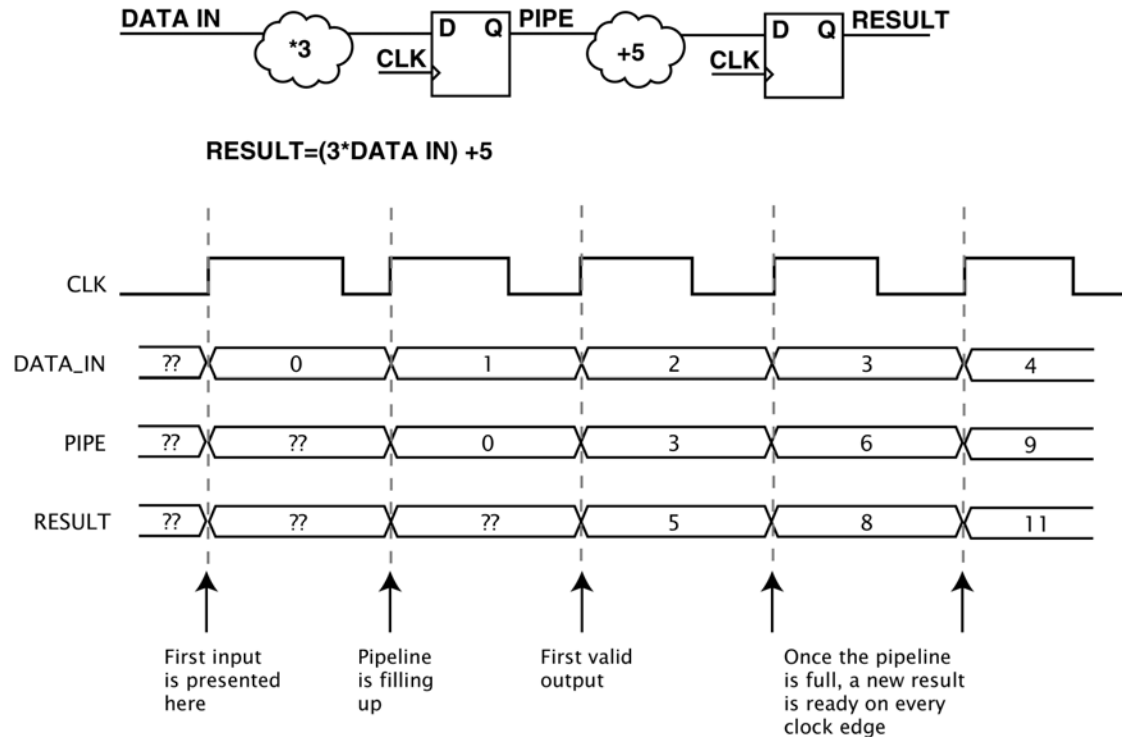 DATA IN *3 D Q CLK PIPE +5 D Q CLK RESULT
RESULT=(3*DATA IN) +5
CLK
DATA_IN ?? 0 1 2 3 4
PIPE ?? ?? 0 3 6 9
RESULT ?? ?? ?? 5 8 11
First input
is presented
here
Pipeline
is filling
up
First valid
output
Once the pipeline
is full, a new result
is ready on every
clock edge